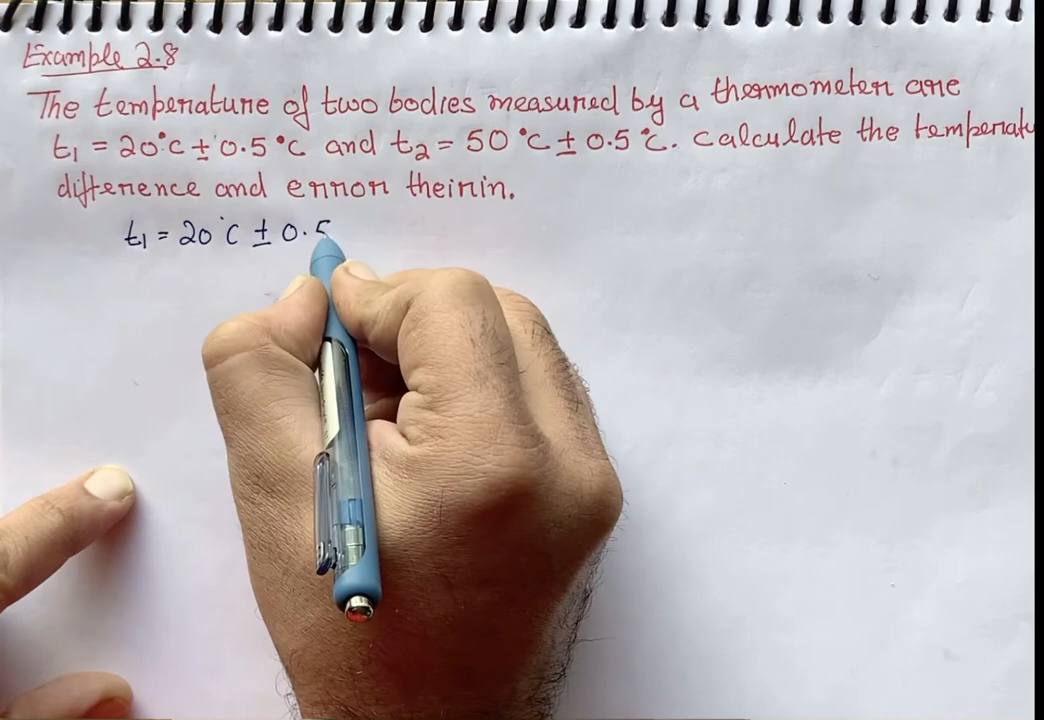 Example 2.8
The temperature of two bodies measured by a thermometer are
t₁ = 20°C ± 0.5 °C and t₂ = 50 °C ± 0.5 °C. calculate the temperatu
difference and error theirin.
t₁ = 20°C ± 0.5